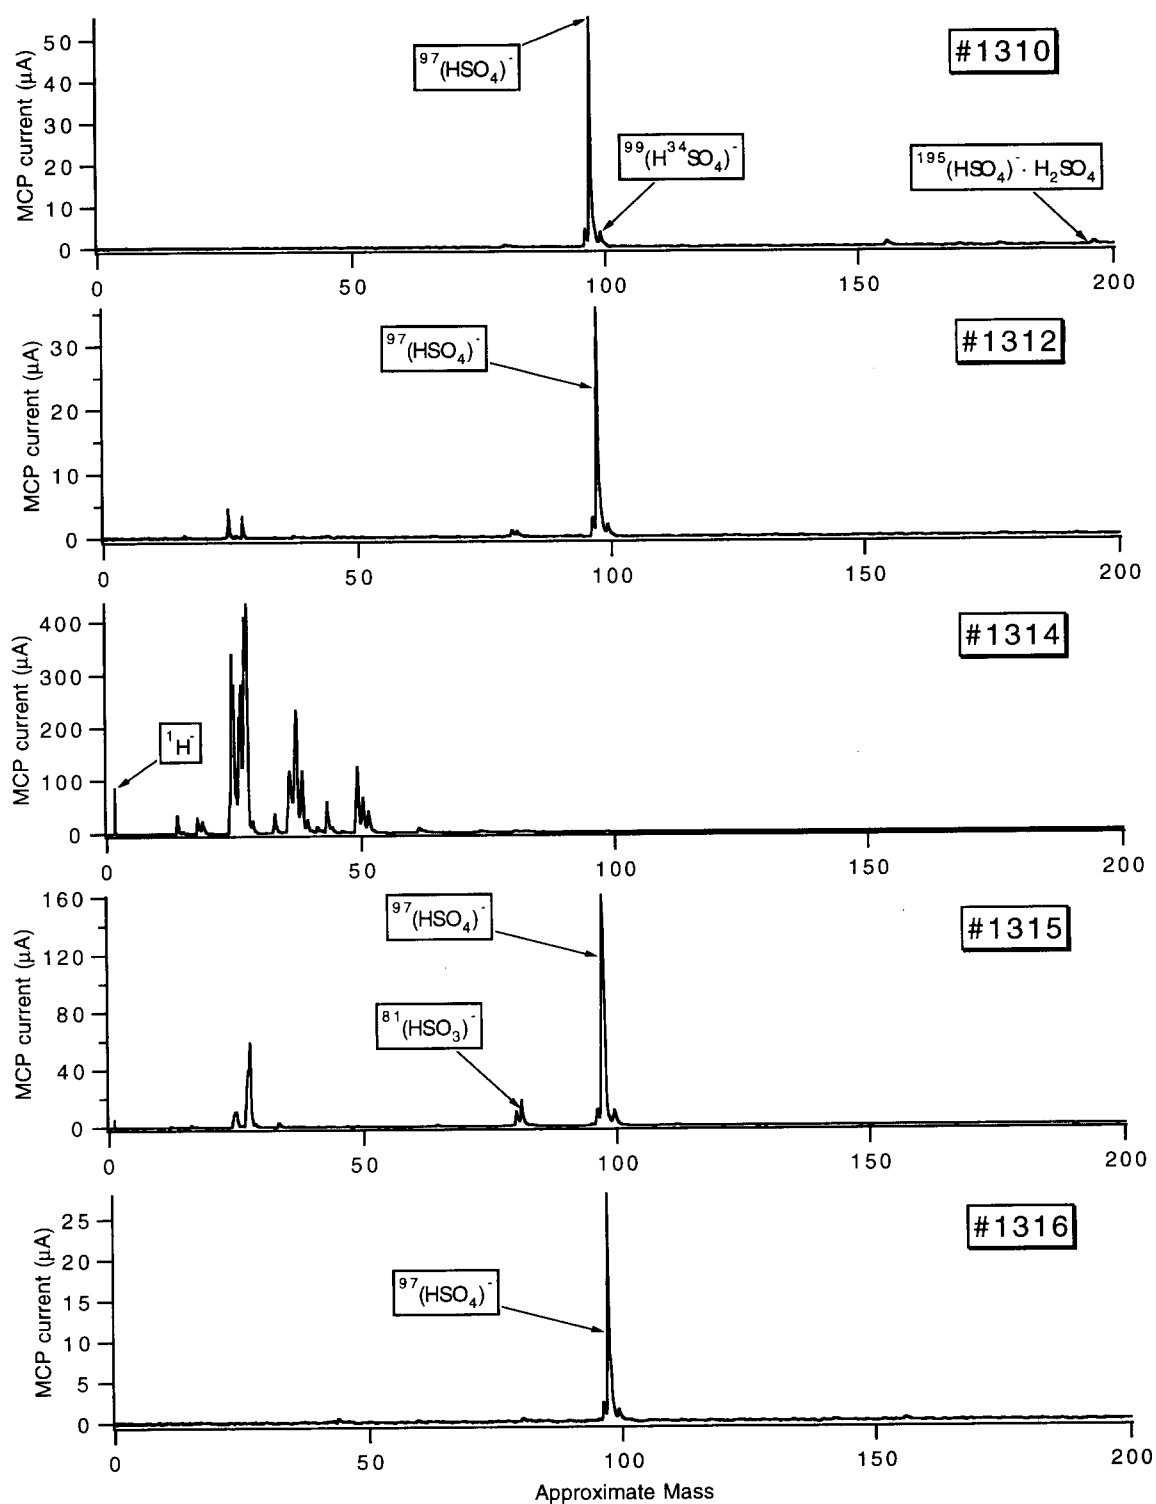 #1310
MCP current (µA)
50
40
30
20
10
0
⁹⁷(HSO₄)⁻
⁹⁹(H³⁴SO₄)⁻
¹⁹⁵(HSO₄)⁻·H₂SO₄
0 50 100 150 200
#1312
MCP current (µA)
30
20
10
0
⁹⁷(HSO₄)⁻
0 50 100 150 200
#1314
MCP current (µA)
400
300
200
100
0
¹H⁻
0 50 100 150 200
#1315
MCP current (µA)
160
120
80
40
0
⁹⁷(HSO₄)⁻
⁸¹(HSO₃)⁻
0 50 100 150 200
#1316
MCP current (µA)
25
20
15
10
5
0
⁹⁷(HSO₄)⁻
0 50 100 150 200
Approximate Mass